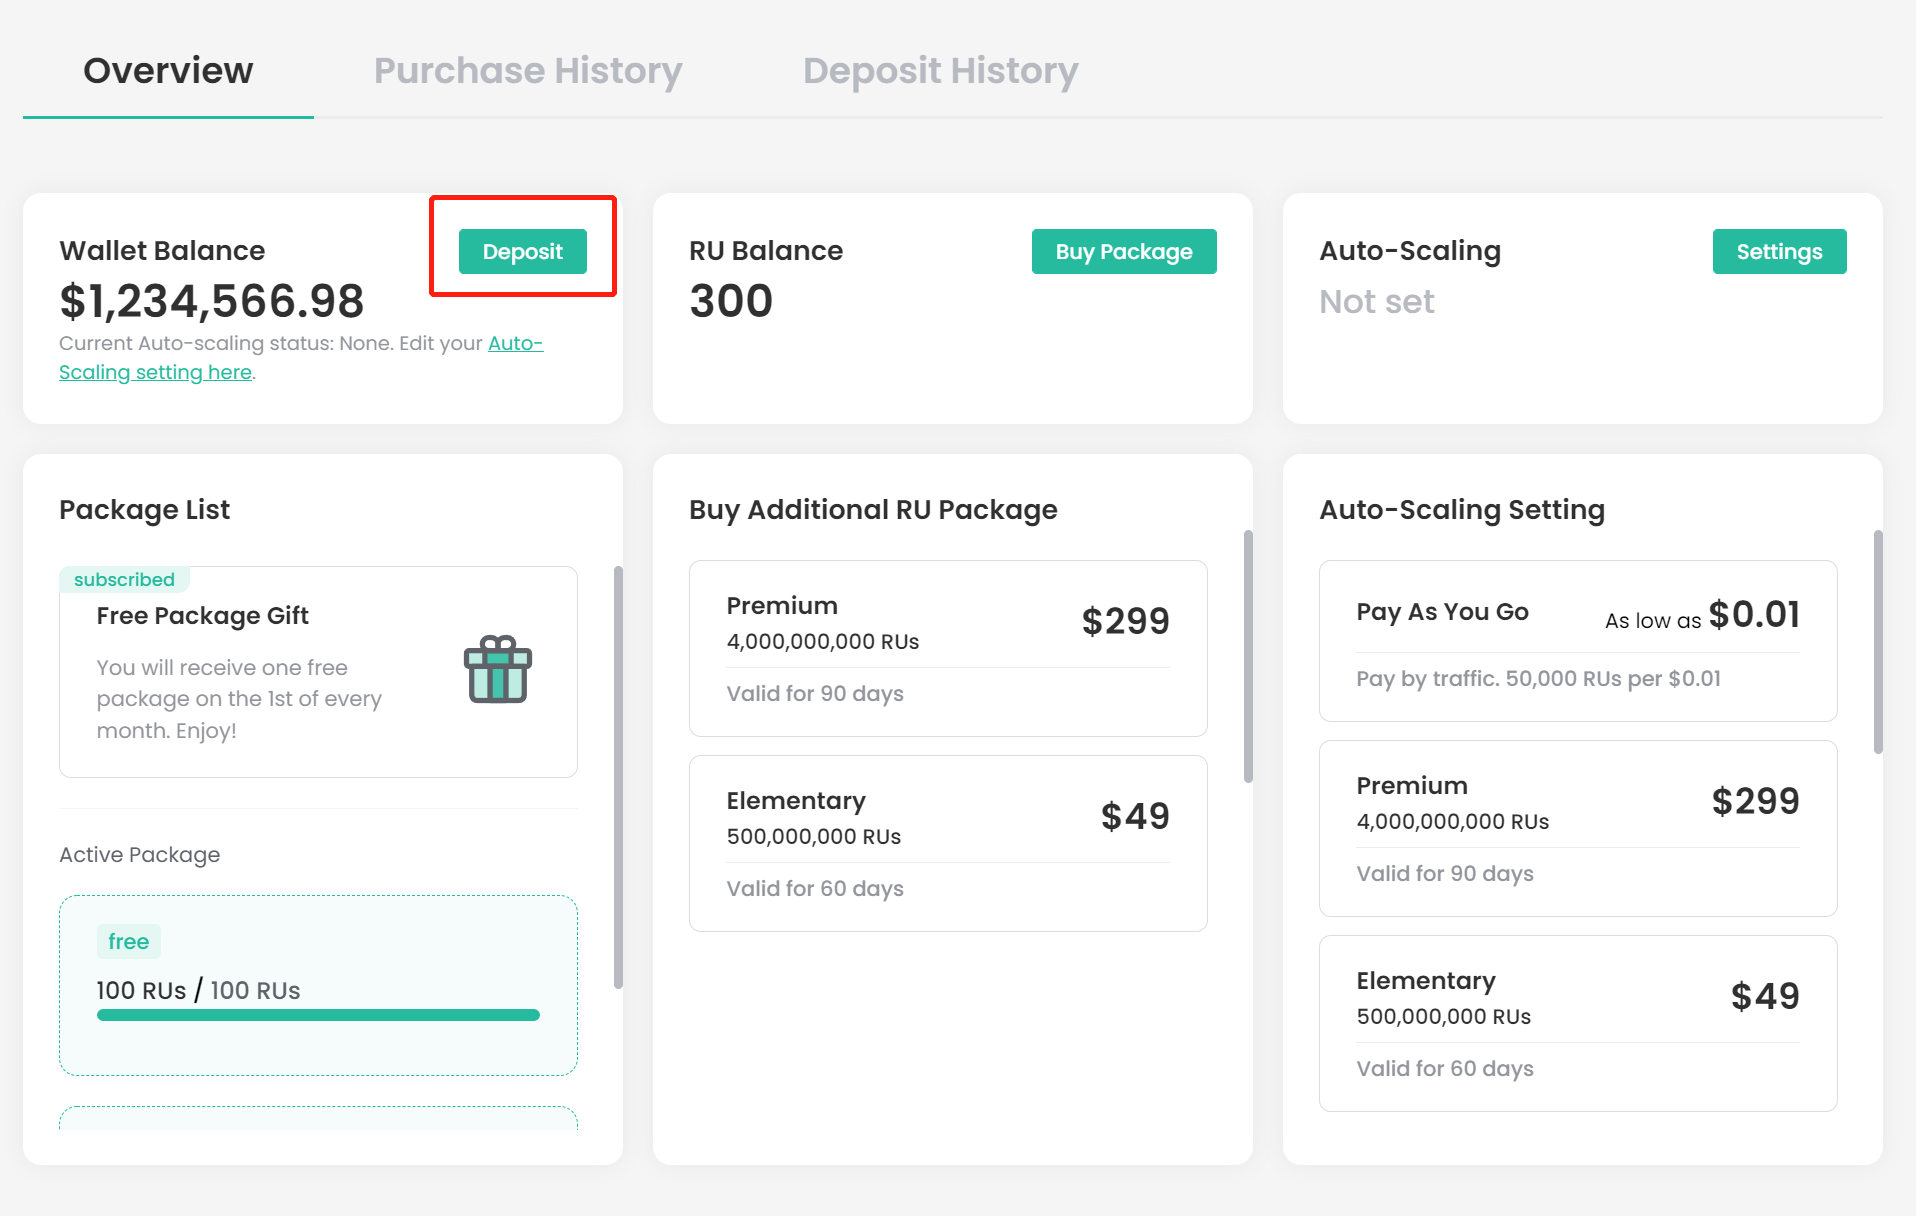 Overview
Purchase History
Deposit History
Wallet Balance
Deposit
$1,234,566.98
Current Auto-scaling status: None. Edit your Auto-
Scaling setting here.
RU Balance
Buy Package
300
Auto-Scaling
Settings
Not set
Package List
subscribed
Free Package Gift
You will receive one free
package on the 1st of every
month. Enjoy!
Active Package
free
100 RUs / 100 RUs
Buy Additional RU Package
Premium
$299
4,000,000,000 RUs
Valid for 90 days
Elementary
$49
500,000,000 RUs
Valid for 60 days
Auto-Scaling Setting
Pay As You Go
As low as $0.01
Pay by traffic. 50,000 RUs per $0.01
Premium
$299
4,000,000,000 RUs
Valid for 90 days
Elementary
$49
500,000,000 RUs
Valid for 60 days